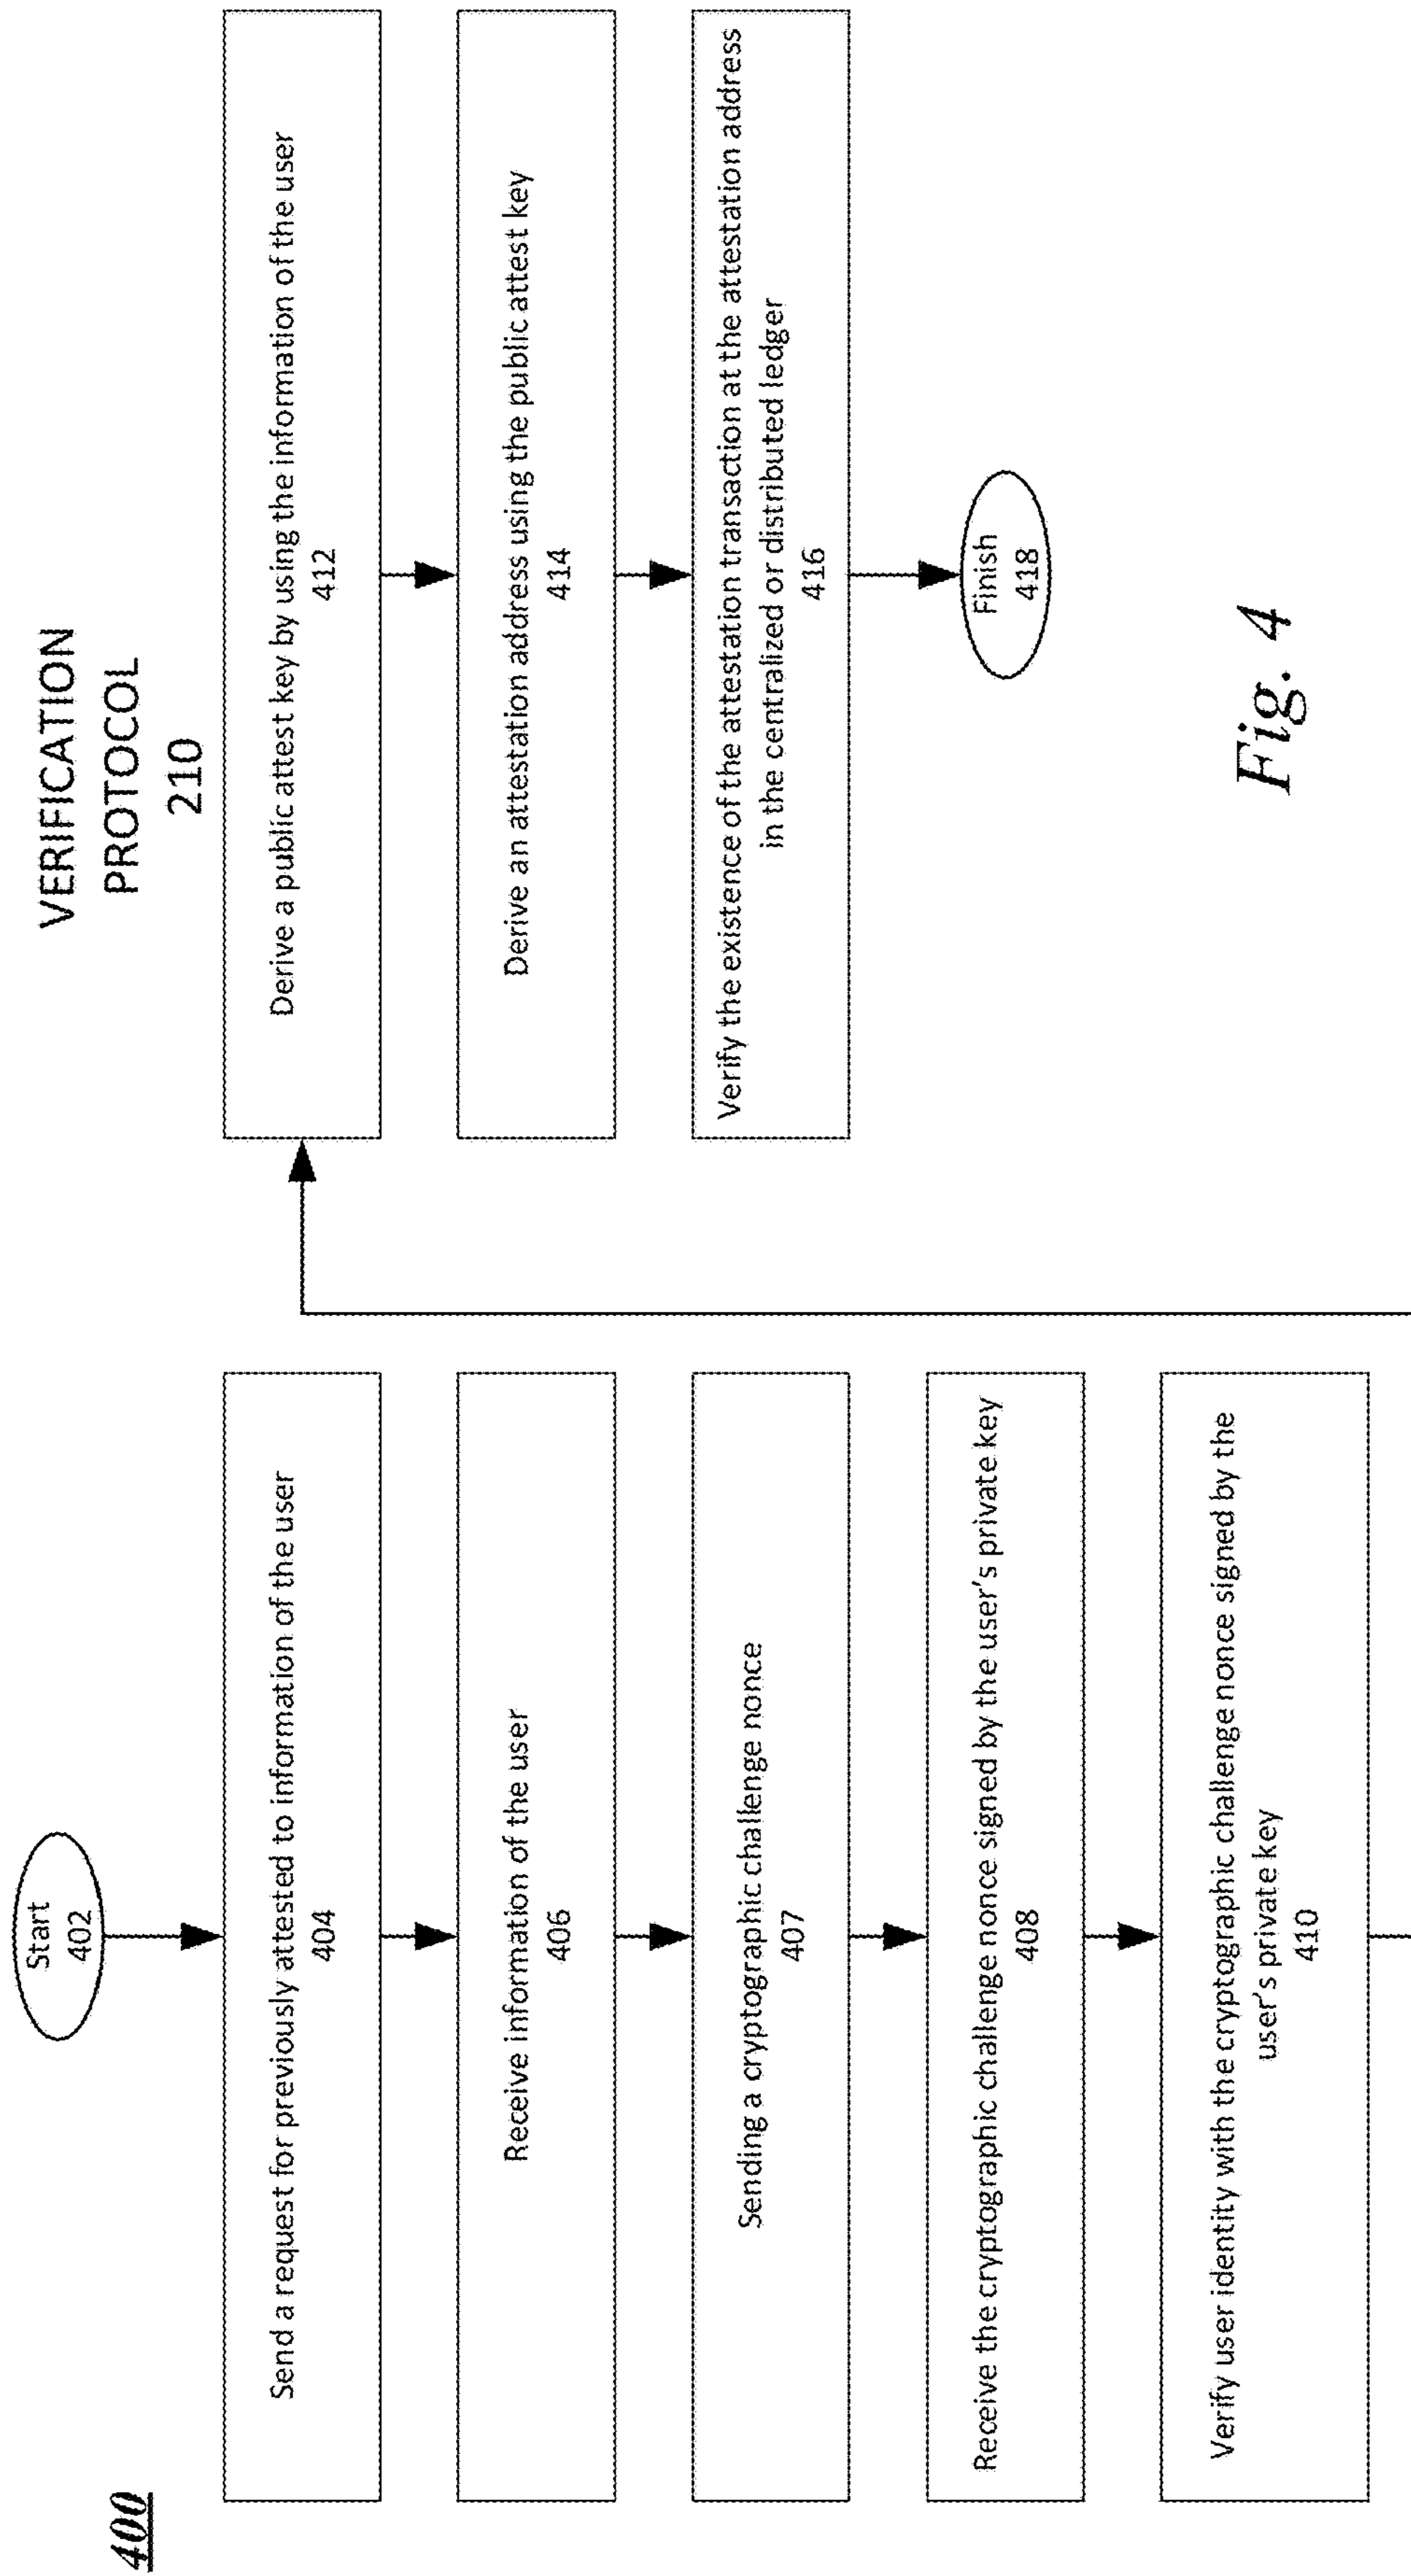 400
VERIFICATION
PROTOCOL
210
Start
402
Send a request for previously attested to information of the user
404
Receive information of the user
406
Sending a cryptographic challenge nonce
407
Receive the cryptographic challenge nonce signed by the user's private key
408
Verify user identity with the cryptographic challenge nonce signed by the
user's private key
410
Derive a public attest key by using the information of the user
412
Derive an attestation address using the public attest key
414
Verify the existence of the attestation transaction at the attestation address
in the centralized or distributed ledger
416
Finish
418
Fig. 4